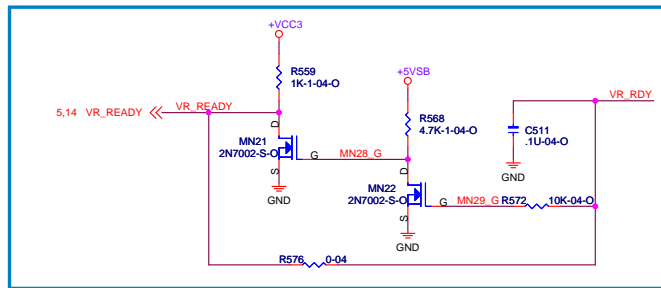 +VCC3
R559
1K-1-04-O
+5VSB
VR_RDY
5,14 VR_READY
VR_READY
R568
4.7K-1-04-O
C511
.1U-04-O
D
MN21
2N7002-S-O
G
MN28_G
S
D
GND
MN22
2N7002-S-O
G
MN29_G
R572
10K-04-O
S
GND
GND
R576
0-04